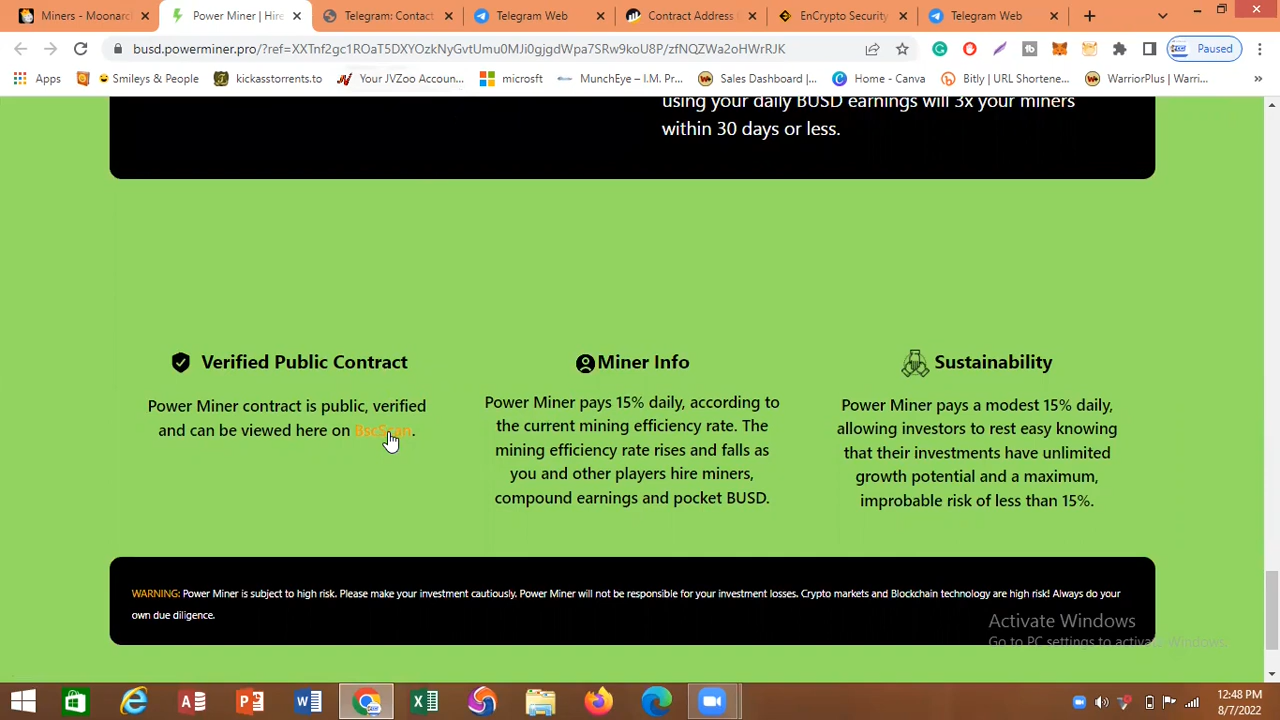 Miners - Moonarch
Power Miner | Hire
Telegram: Contact
Telegram Web
Contract Address
EnCrypto Security
Telegram Web
busd.powerminer.pro/?ref=XXTnf2gc1ROaT5DXYOzkNyGvtUmu0MJi0gjgdWpa7SRw9koU8P/zfNQZWa2oHWrRJK
Paused
Apps
Smileys & People
kickasstorrents.to
Your JVZoo Accoun...
microsft
MunchEye – I.M. Pr...
Sales Dashboard |...
Home - Canva
Bitly | URL Shortene...
WarriorPlus | Warri...
using your daily BUSD earnings will 3x your miners
within 30 days or less.
Verified Public Contract
Power Miner contract is public, verified
and can be viewed here on BscScan.
Miner Info
Power Miner pays 15% daily, according to
the current mining efficiency rate. The
mining efficiency rate rises and falls as
you and other players hire miners,
compound earnings and pocket BUSD.
Sustainability
Power Miner pays a modest 15% daily,
allowing investors to rest easy knowing
that their investments have unlimited
growth potential and a maximum,
improbable risk of less than 15%.
WARNING: Power Miner is subject to high risk. Please make your investment cautiously. Power Miner will not be responsible for your investment losses. Crypto markets and Blockchain technology are high risk! Always do your
own due diligence.
Activate Windows
Go to PC settings to activate Windows.
12:48 PM
8/7/2022